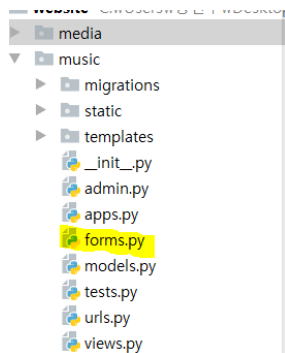 media
music
migrations
static
templates
__init__.py
admin.py
apps.py
forms.py
models.py
tests.py
urls.py
views.py